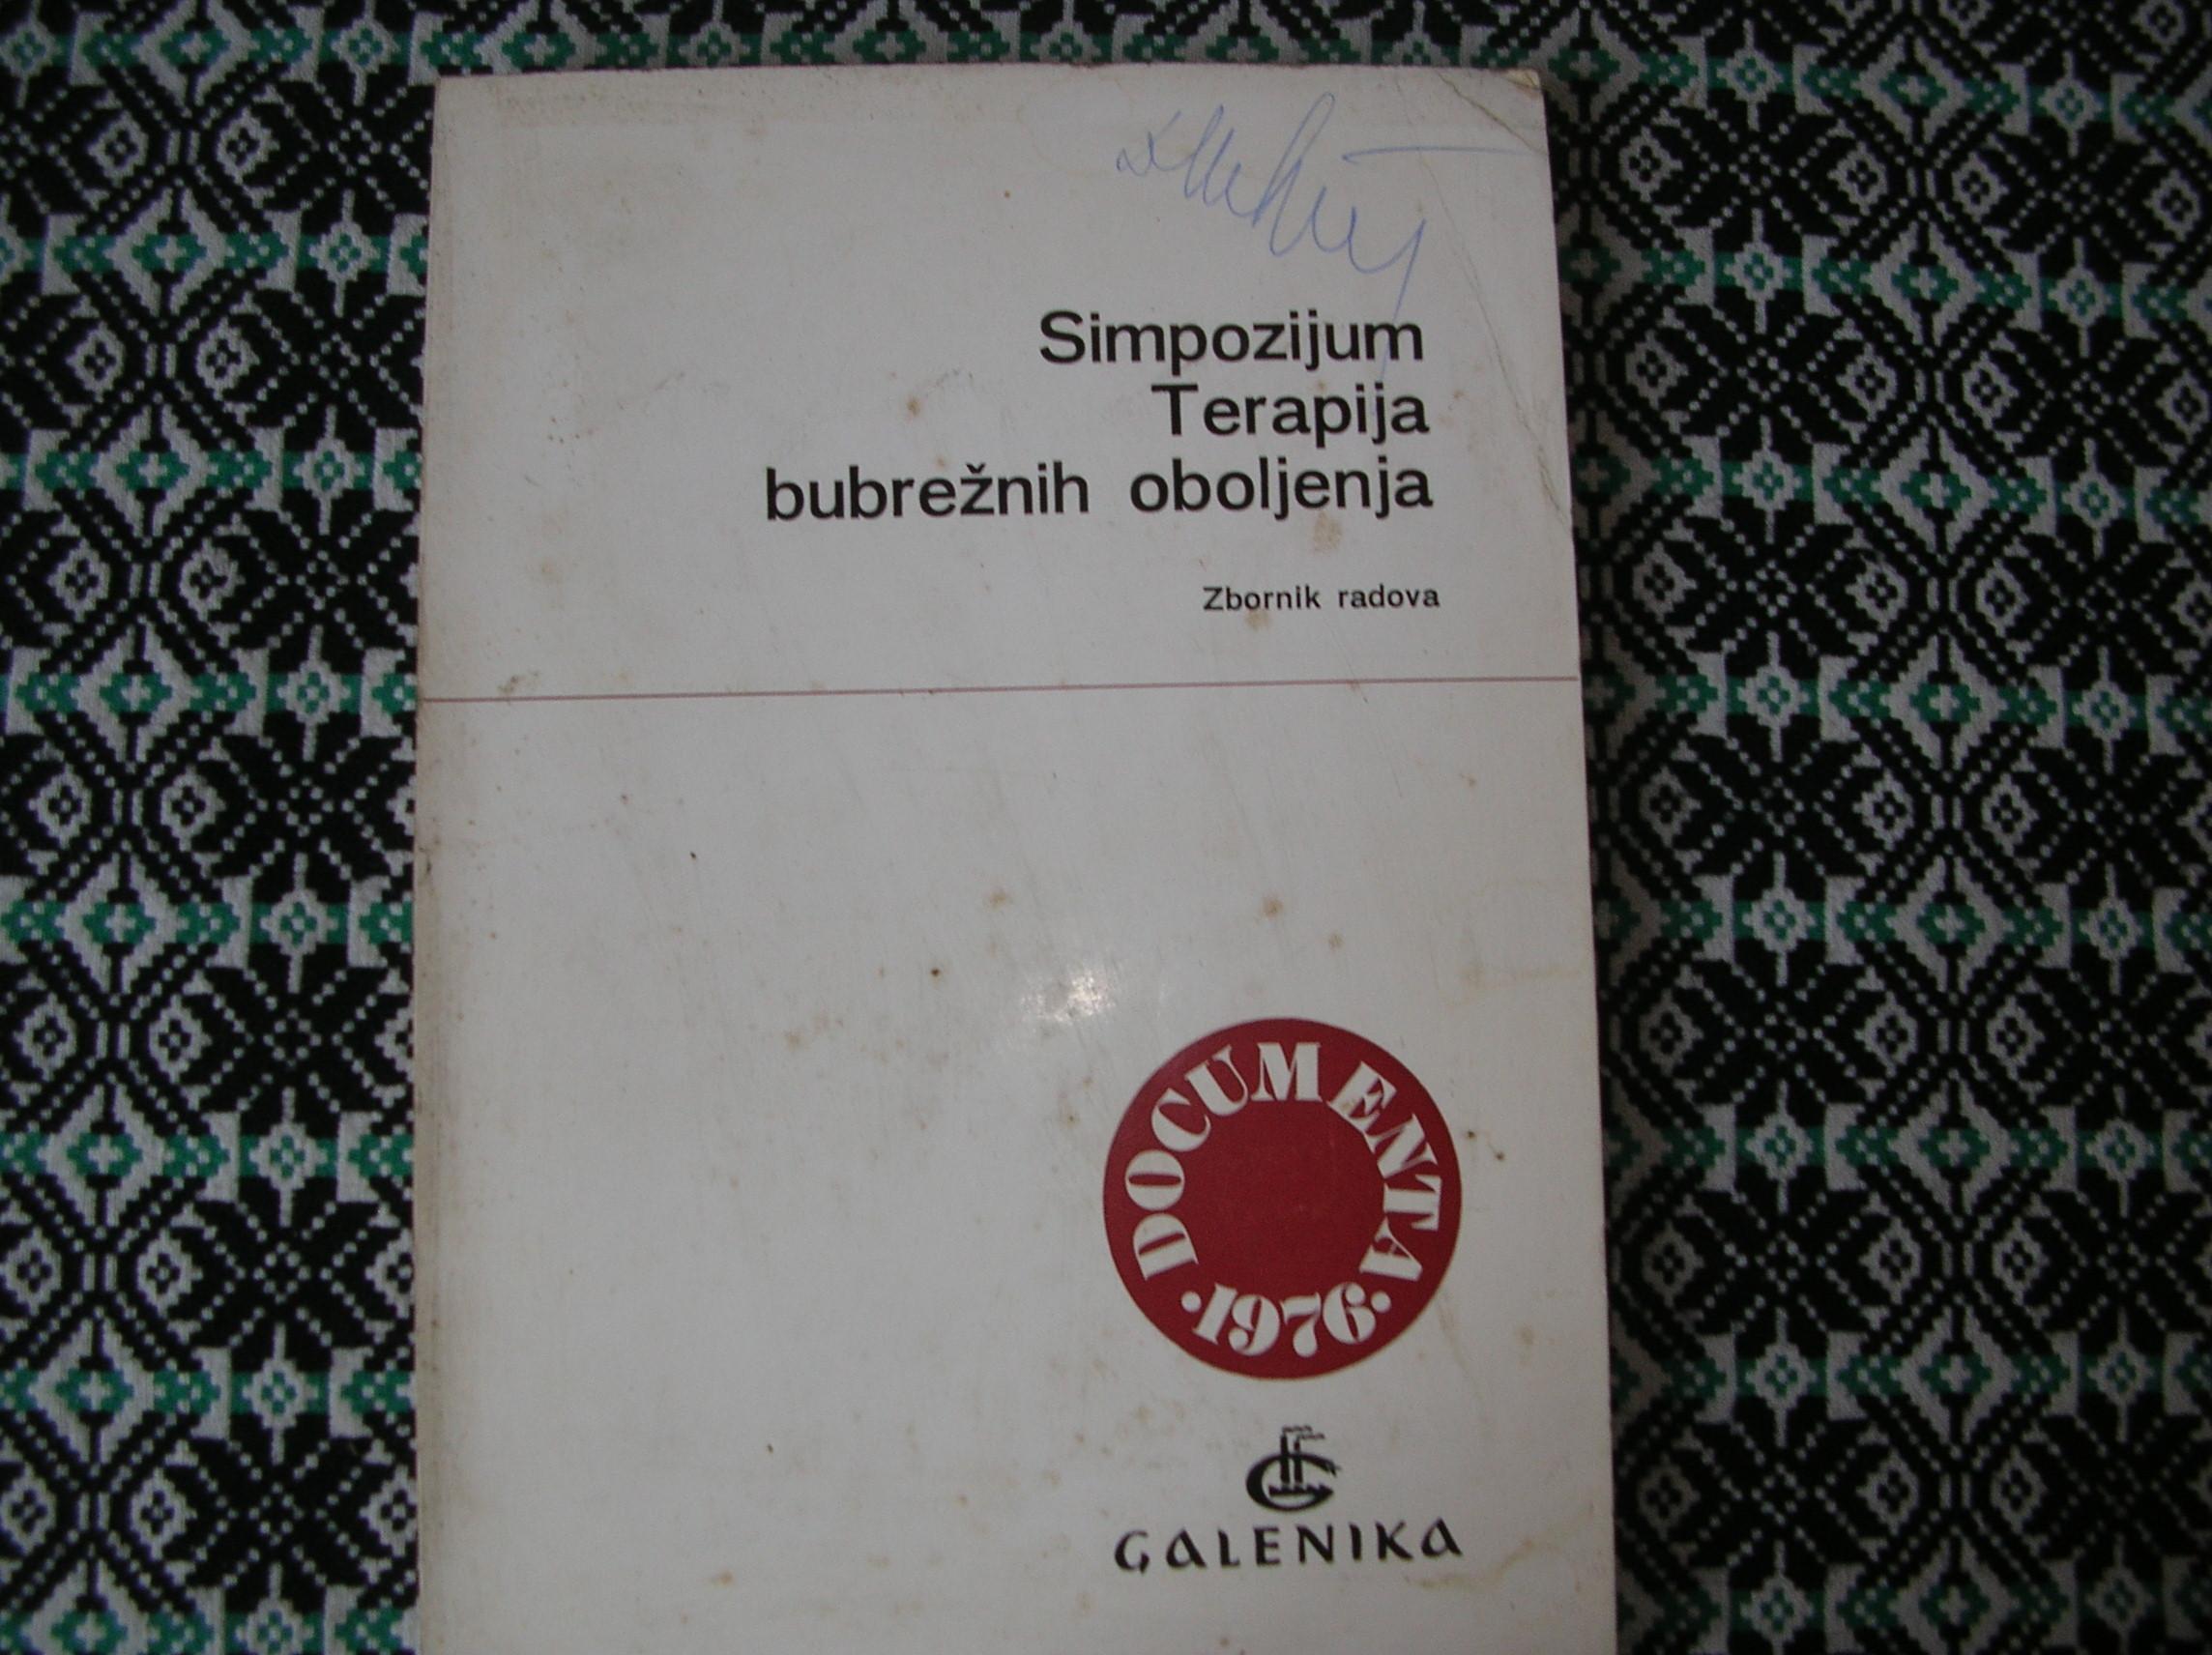 Simpozijum
Terapija
bubrežnih oboljenja
Zbornik radova
DOCUMENTA
·1976·
GALENIKA